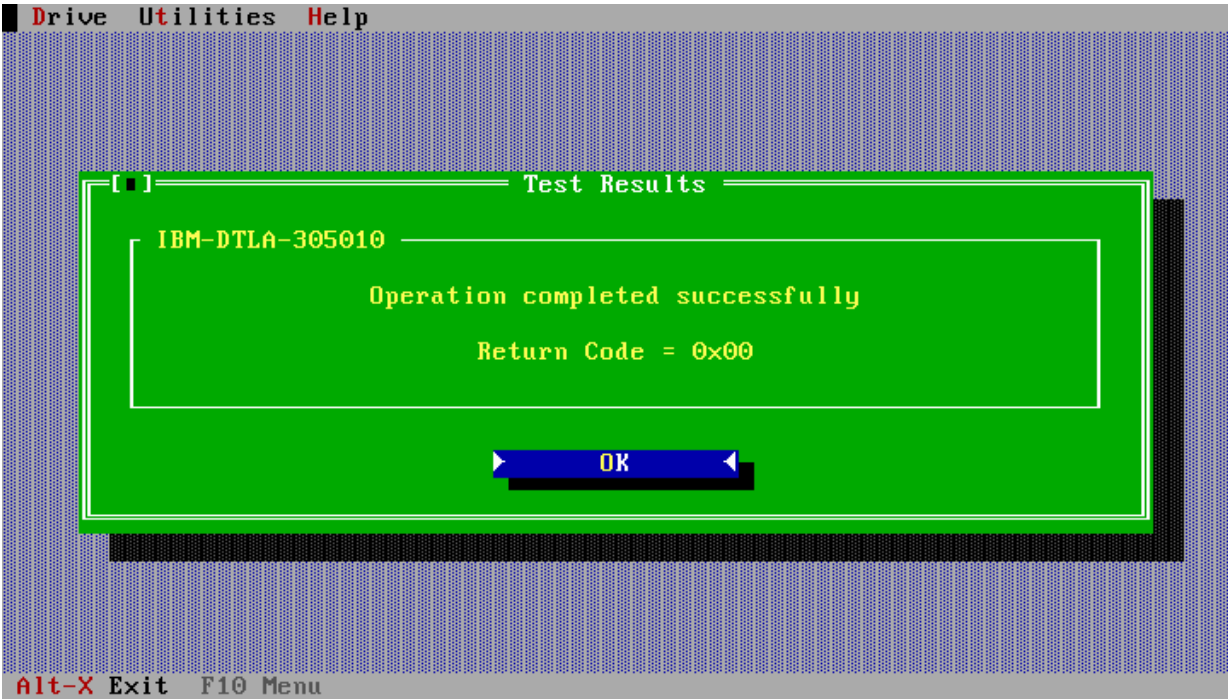 Drive Utilities Help
Test Results
IBM-DTLA-305010
Operation completed successfully
Return Code = 0x00
OK
Alt-X Exit F10 Menu